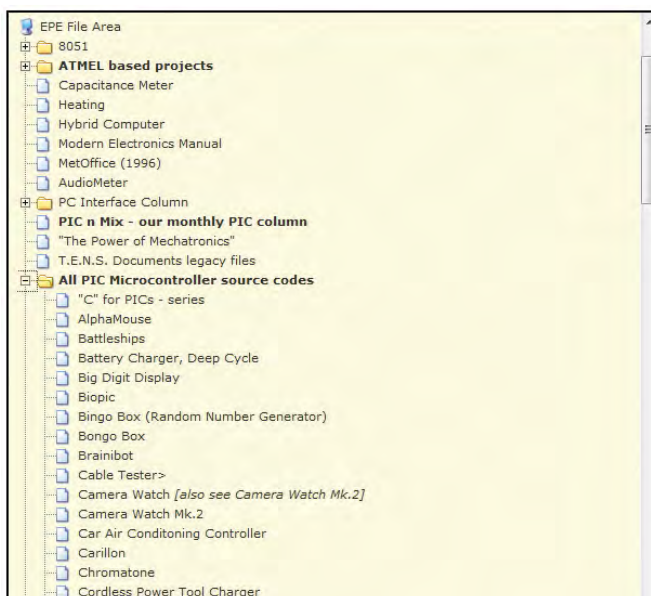 EPE File Area
8051
ATMEL based projects
Capacitance Meter
Heating
Hybrid Computer
Modern Electronics Manual
MetOffice (1996)
AudioMeter
PC Interface Column
PIC n Mix - our monthly PIC column
"The Power of Mechatronics"
T.E.N.S. Documents legacy files
All PIC Microcontroller source codes
"C" for PICs - series
AlphaMouse
Battleships
Battery Charger, Deep Cycle
Big Digit Display
Biopic
Bingo Box (Random Number Generator)
Bongo Box
Brainibot
Cable Tester>
Camera Watch [also see Camera Watch Mk.2]
Camera Watch Mk.2
Car Air Conditoning Controller
Carillon
Chromatone
Cordless Power Tool Charger